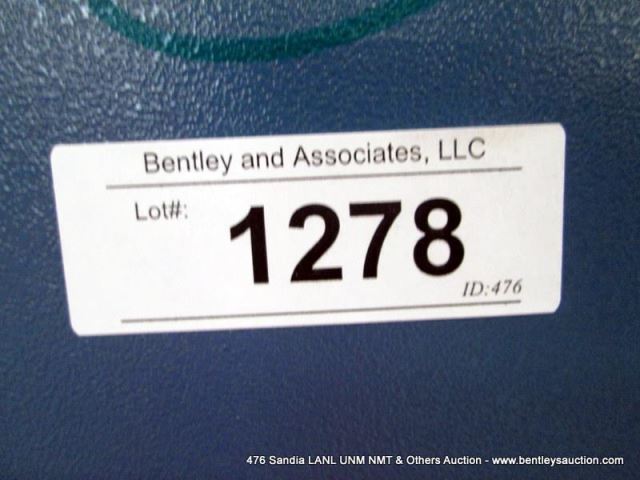 Bentley and Associates, LLC
Lot#:
1278
ID:476
476 Sandia LANL UNM NMT & Others Auction - www.bentleysauction.com